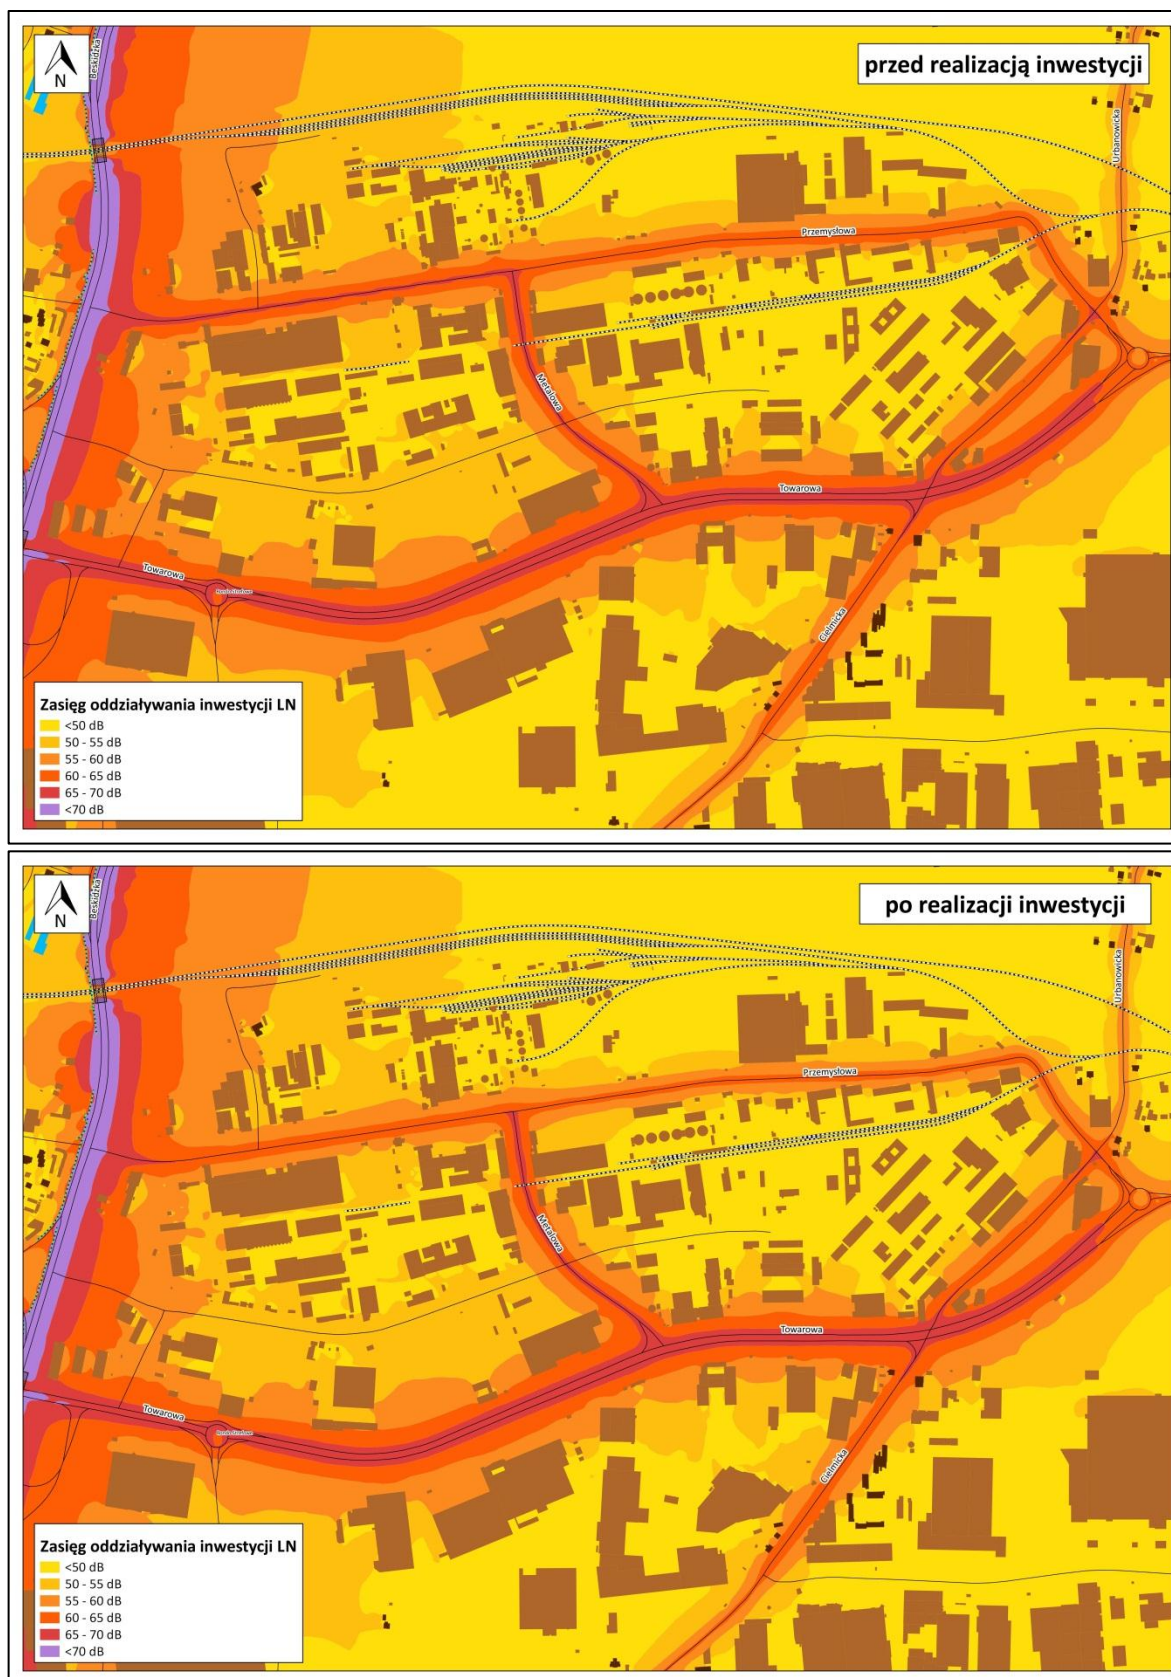 Beskidzka
N
przed realizacją inwestycji
Urbanowicka
Przemysłowa
Metalowa
Towarowa
Towarowa
Cielmicka
Zasięg oddziaływania inwestycji LN
<50 dB
50 - 55 dB
55 - 60 dB
60 - 65 dB
65 - 70 dB
<70 dB
Beskidzka
N
po realizacji inwestycji
Urbanowicka
Przemysłowa
Metalowa
Towarowa
Towarowa
Cielmicka
Zasięg oddziaływania inwestycji LN
<50 dB
50 - 55 dB
55 - 60 dB
60 - 65 dB
65 - 70 dB
<70 dB